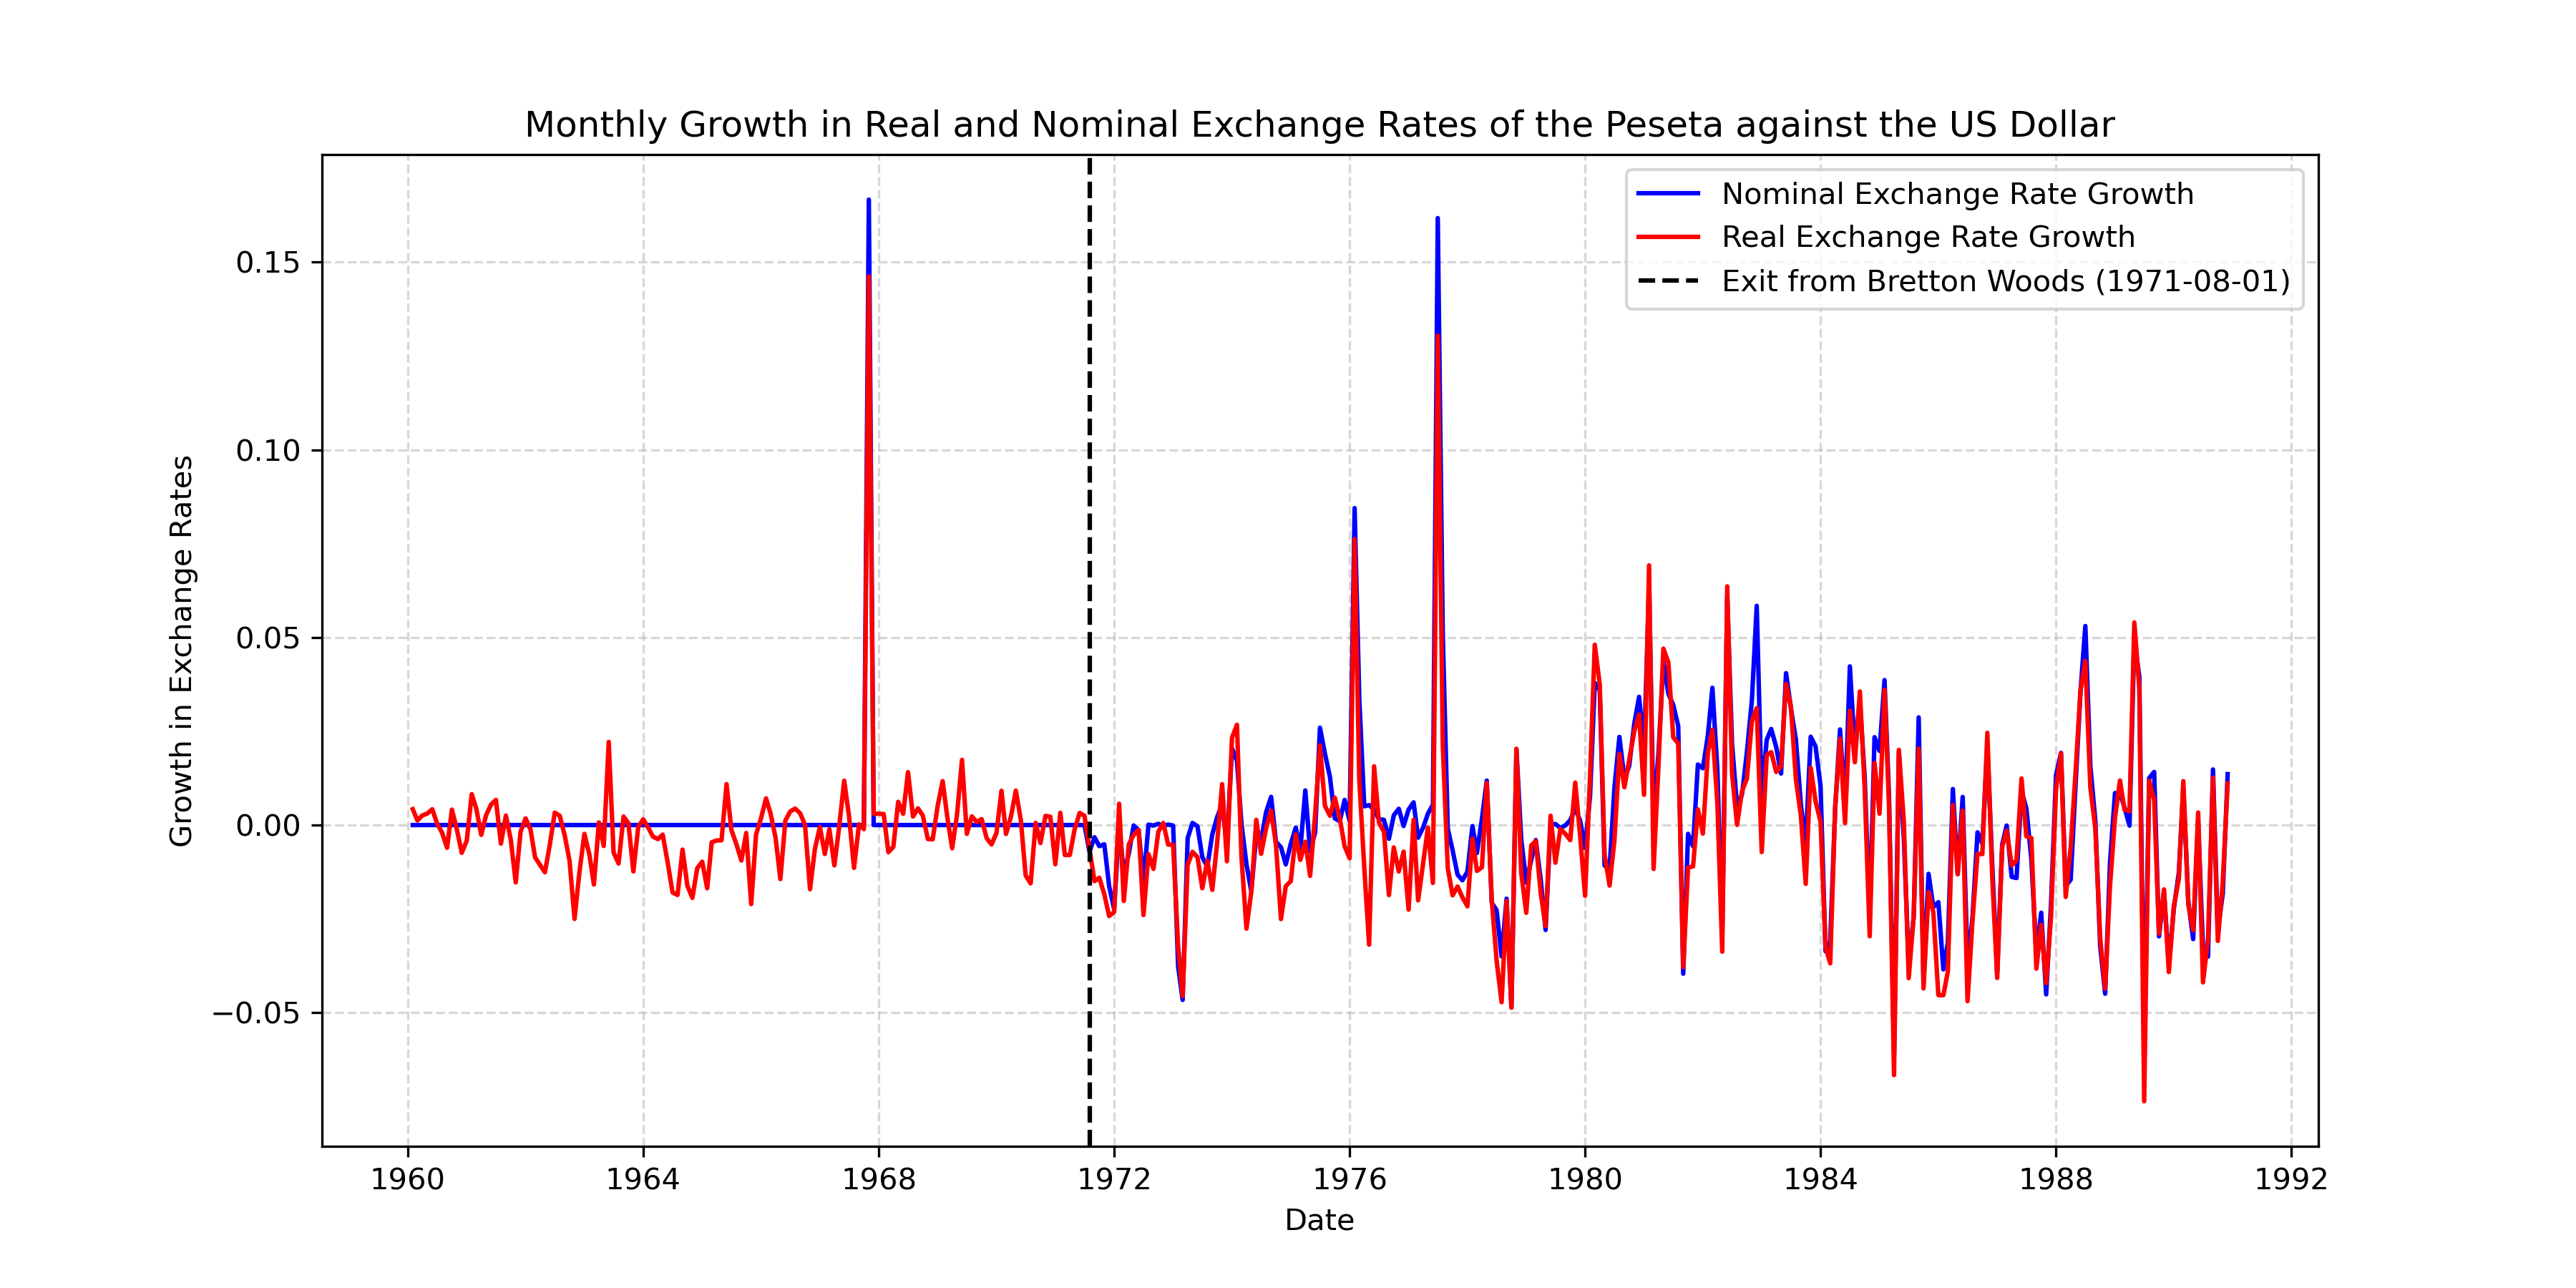 Monthly Growth in Real and Nominal Exchange Rates of the Peseta against the US Dollar
Nominal Exchange Rate Growth
Real Exchange Rate Growth
Exit from Bretton Woods (1971-08-01)
Growth in Exchange Rates
0.15
0.10
0.05
0.00
−0.05
1960 1964 1968 1972 1976 1980 1984 1988 1992
Date